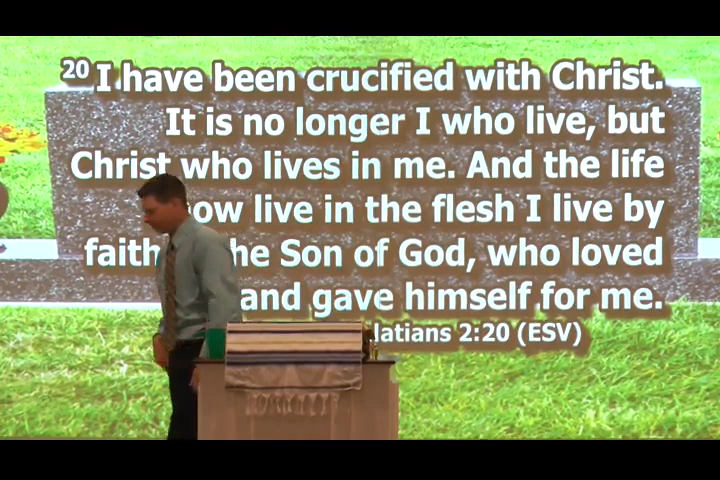 20 I have been crucified with Christ.
It is no longer I who live, but
Christ who lives in me. And the life
now live in the flesh I live by
faith he Son of God, who loved
and gave himself for me.
latians 2:20 (ESV)